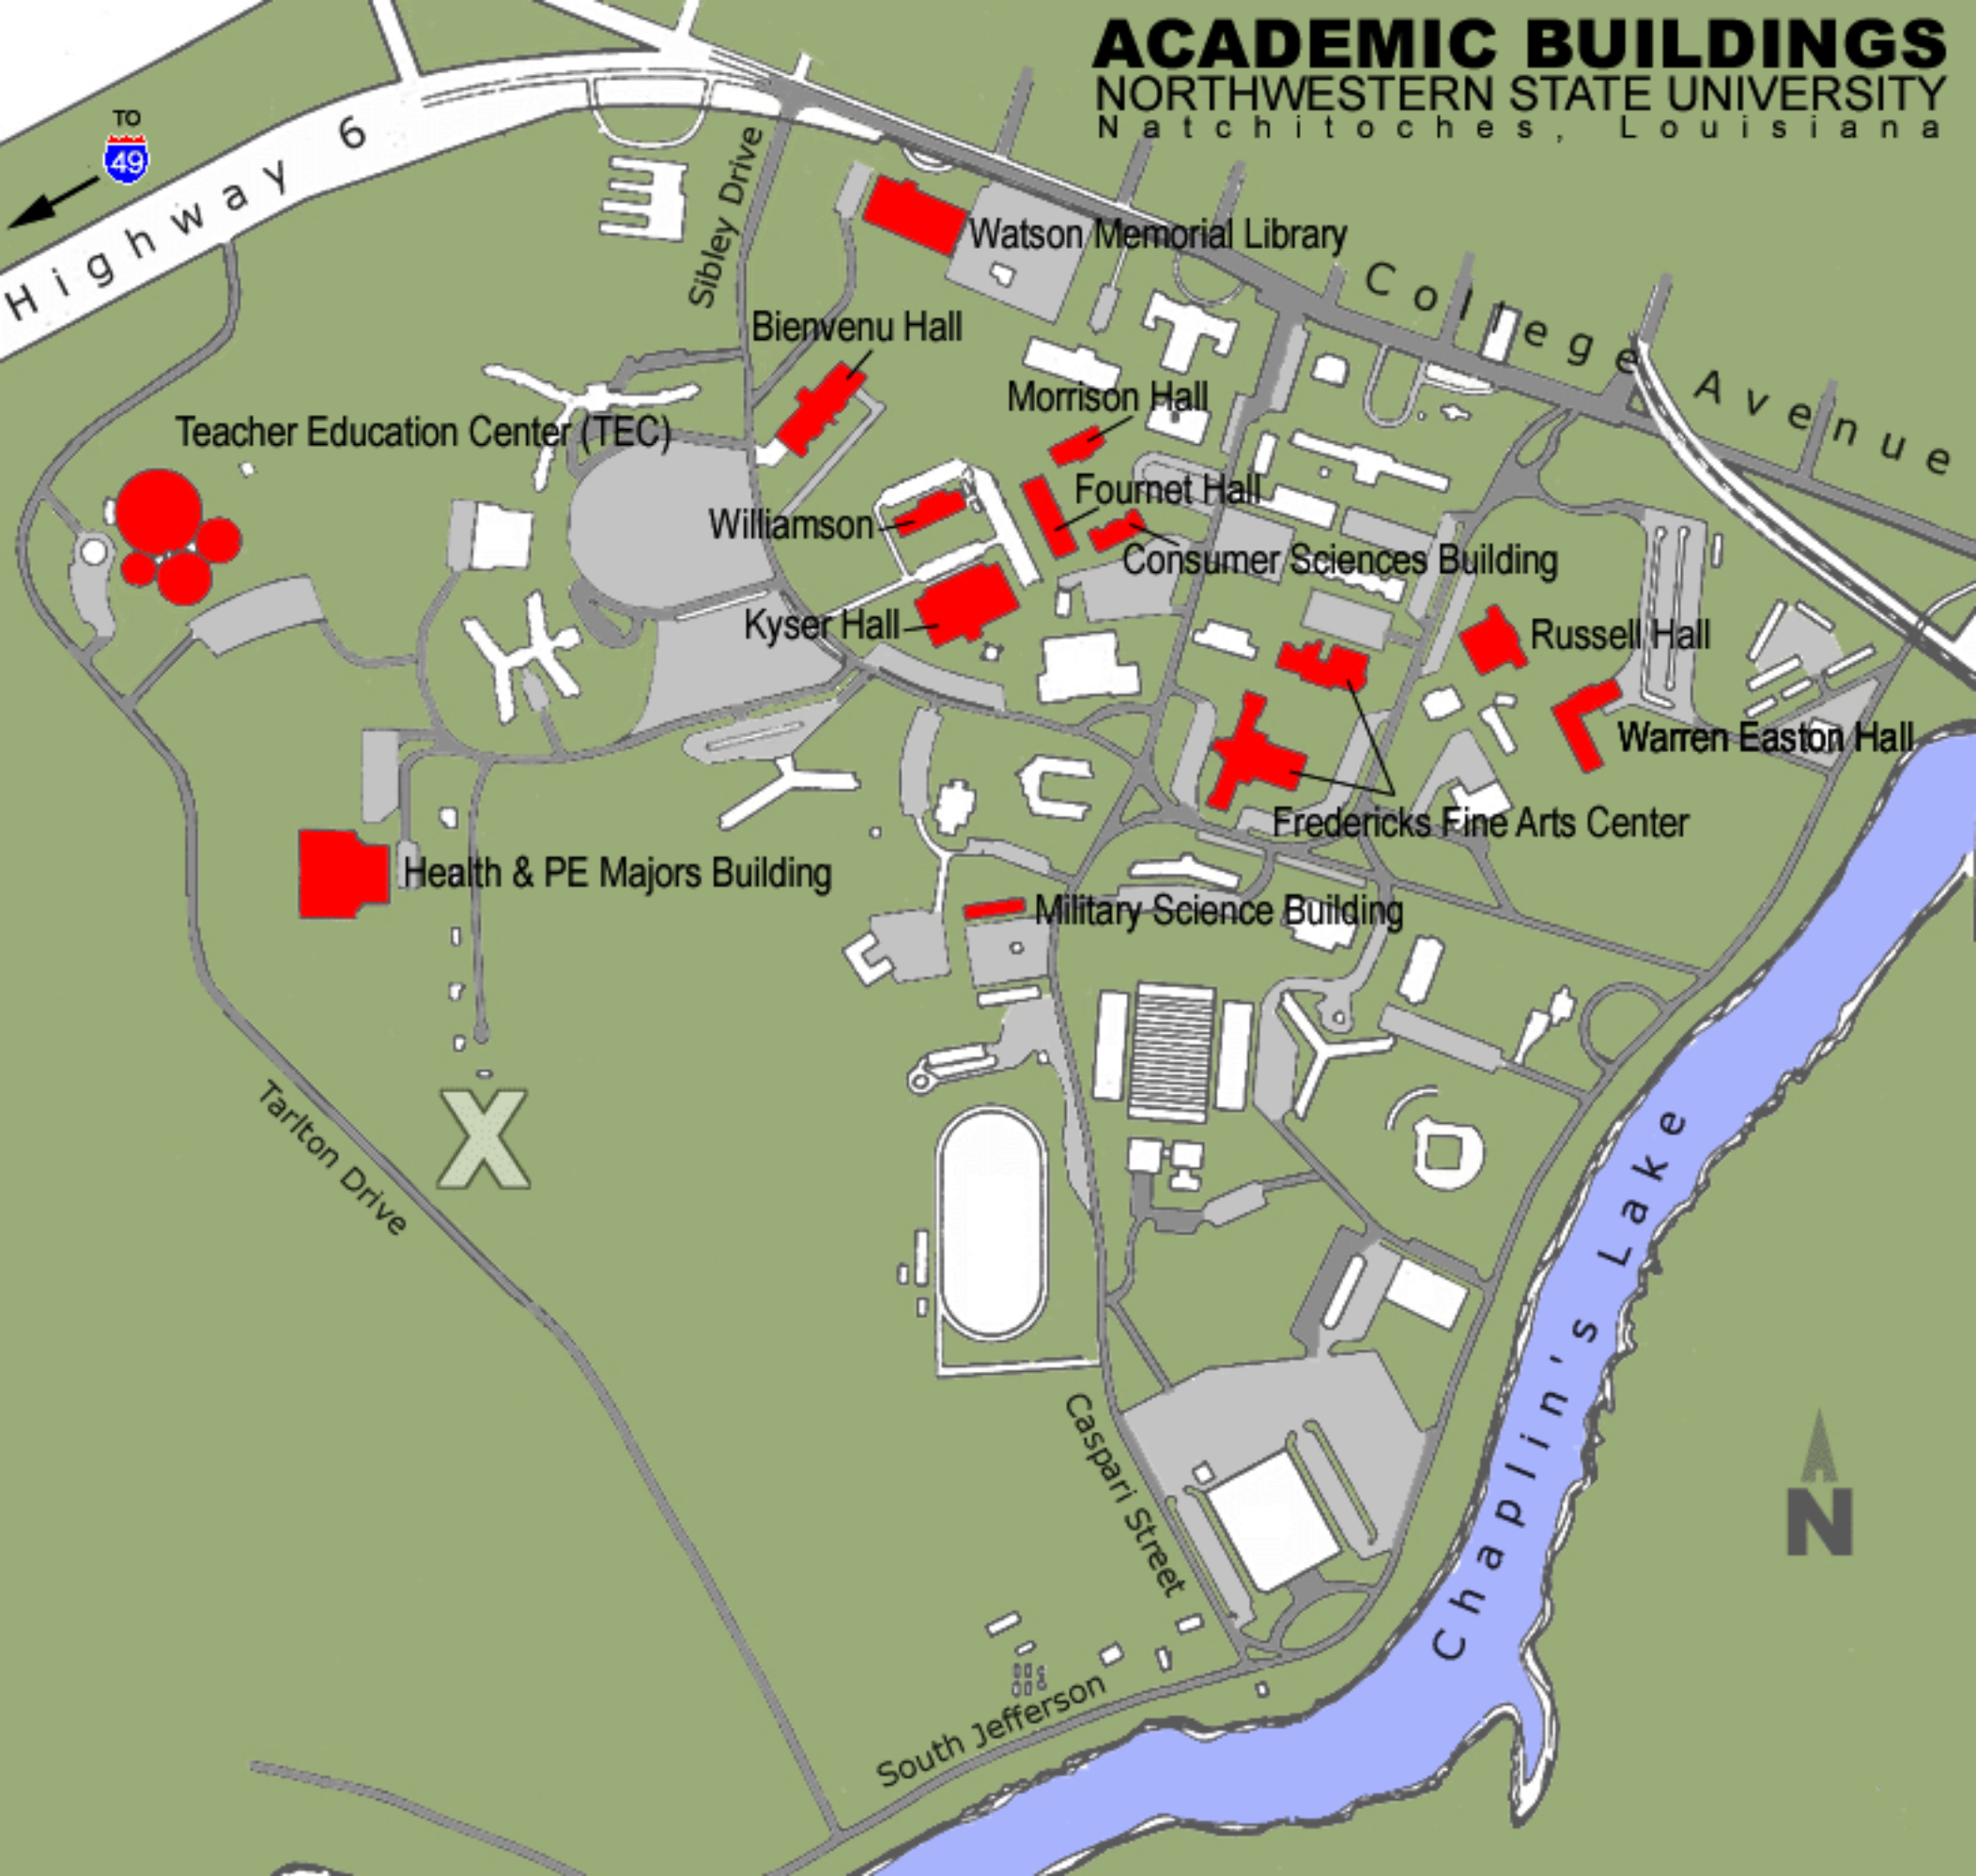 ACADEMIC BUILDINGS
NORTHWESTERN STATE UNIVERSITY
Natchitoches, Louisiana
TO
49
Highway 6
Sibley Drive
Watson Memorial Library
College Avenue
Bienvenu Hall
Morrison Hall
Teacher Education Center (TEC)
Fournet Hall
Williamson
Consumer Sciences Building
Kyser Hall
Russell Hall
Warren Easton Hall
Fredericks Fine Arts Center
Health & PE Majors Building
Military Science Building
Tarlton Drive
X
Chaplin's Lake
Caspari Street
N
South Jefferson